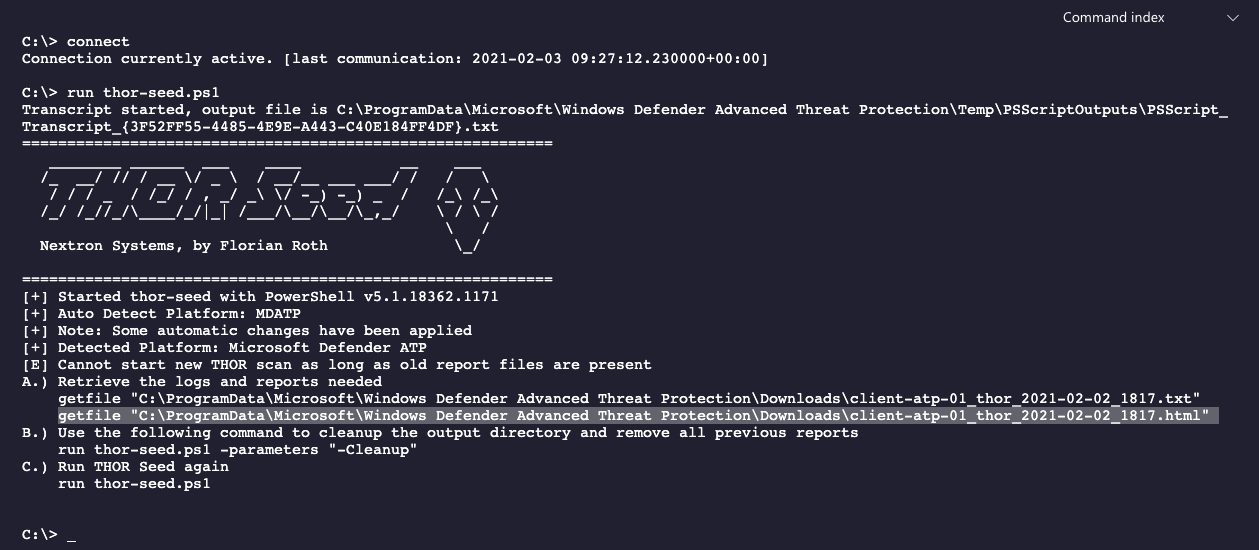 Command index
C:\> connect
Connection currently active. [last communication: 2021-02-03 09:27:12.230000+00:00]
C:\> run thor-seed.ps1
Transcript started, output file is C:\ProgramData\Microsoft\Windows Defender Advanced Threat Protection\Temp\PSScriptOutputs\PSScript_
Transcript_{3F52FF55-4485-4E9E-A443-C40E184FF4DF}.txt
===========================================================
THOR Seed
Nextron Systems, by Florian Roth
===========================================================
[+] Started thor-seed with PowerShell v5.1.18362.1171
[+] Auto Detect Platform: MDATP
[+] Note: Some automatic changes have been applied
[+] Detected Platform: Microsoft Defender ATP
[E] Cannot start new THOR scan as long as old report files are present
A.) Retrieve the logs and reports needed
getfile "C:\ProgramData\Microsoft\Windows Defender Advanced Threat Protection\Downloads\client-atp-01_thor_2021-02-02_1817.txt"
getfile "C:\ProgramData\Microsoft\Windows Defender Advanced Threat Protection\Downloads\client-atp-01_thor_2021-02-02_1817.html"
B.) Use the following command to cleanup the output directory and remove all previous reports
run thor-seed.ps1 -parameters "-Cleanup"
C.) Run THOR Seed again
run thor-seed.ps1
C:\> _